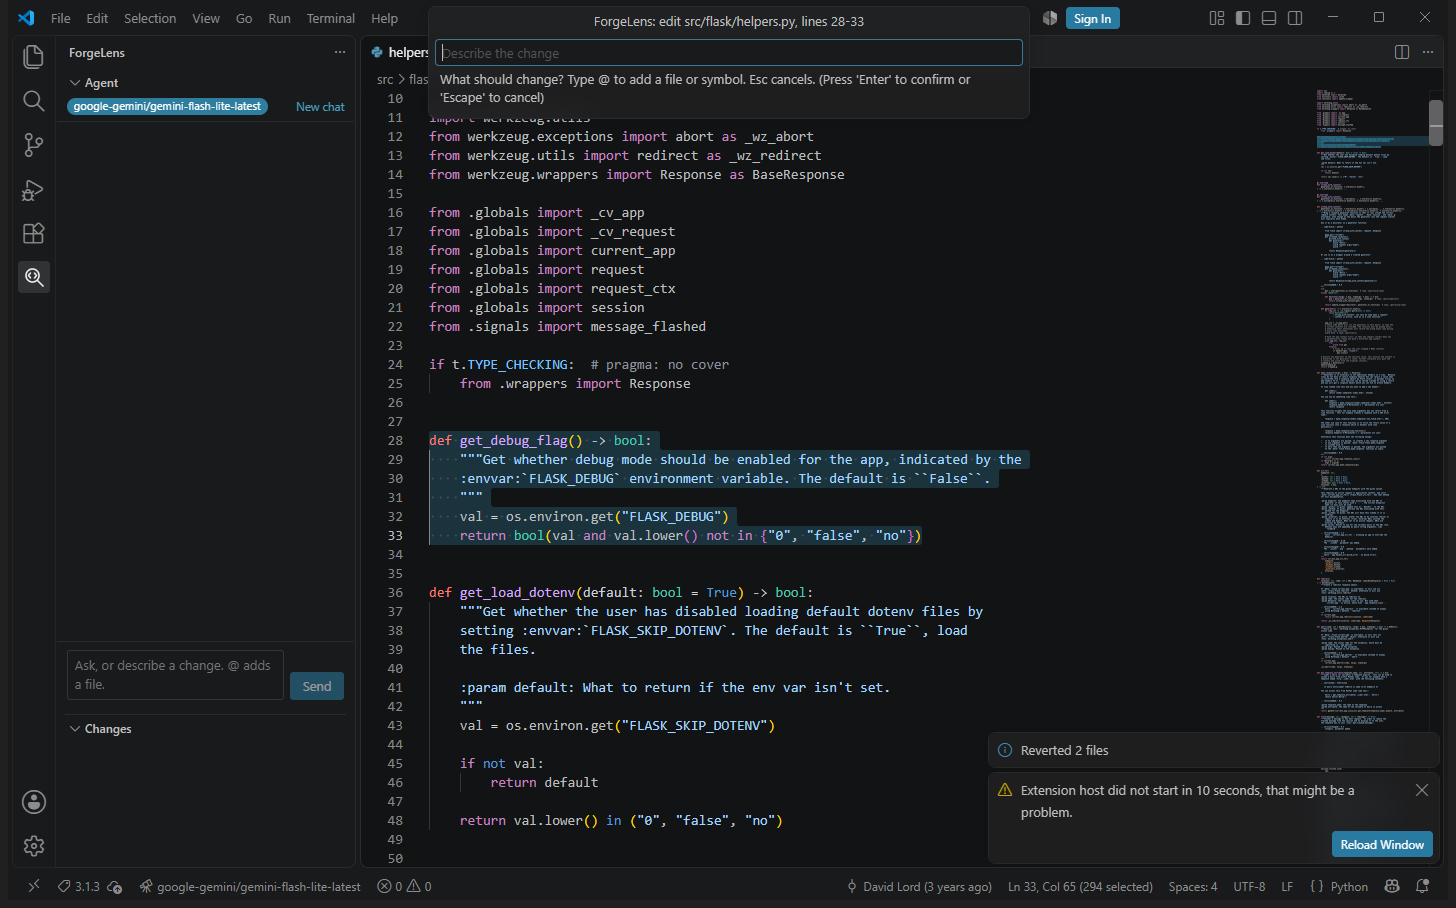 File Edit Selection View Go Run Terminal Help
ForgeLens: edit src/flask/helpers.py, lines 28-33
Sign In
Describe the change
What should change? Type @ to add a file or symbol. Esc cancels. (Press 'Enter' to confirm or
'Escape' to cancel)
ForgeLens
Agent
google-gemini/gemini-flash-lite-latest
New chat
helpers
src > flas
10
11 import werkzeug.utils
12 from werkzeug.exceptions import abort as _wz_abort
13 from werkzeug.utils import redirect as _wz_redirect
14 from werkzeug.wrappers import Response as BaseResponse
15
16 from .globals import _cv_app
17 from .globals import _cv_request
18 from .globals import current_app
19 from .globals import request
20 from .globals import request_ctx
21 from .globals import session
22 from .signals import message_flashed
23
24 if t.TYPE_CHECKING:  # pragma: no cover
25     from .wrappers import Response
26
27
28 def get_debug_flag() -> bool:
29     """Get whether debug mode should be enabled for the app, indicated by the
30     :envvar:`FLASK_DEBUG` environment variable. The default is ``False``.
31     """
32     val = os.environ.get("FLASK_DEBUG")
33     return bool(val and val.lower() not in {"0", "false", "no"})
34
35
36 def get_load_dotenv(default: bool = True) -> bool:
37     """Get whether the user has disabled loading default dotenv files by
38     setting :envvar:`FLASK_SKIP_DOTENV`. The default is ``True``, load
39     the files.
40
41     :param default: What to return if the env var isn't set.
42     """
43     val = os.environ.get("FLASK_SKIP_DOTENV")
44
45     if not val:
46         return default
47
48     return val.lower() in ("0", "false", "no")
49
50
Ask, or describe a change. @ adds
a file.
Send
Changes
Reverted 2 files
Extension host did not start in 10 seconds, that might be a
problem.
Reload Window
3.1.3
google-gemini/gemini-flash-lite-latest
0 0
David Lord (3 years ago)
Ln 33, Col 65 (294 selected)
Spaces: 4
UTF-8
LF
{ } Python